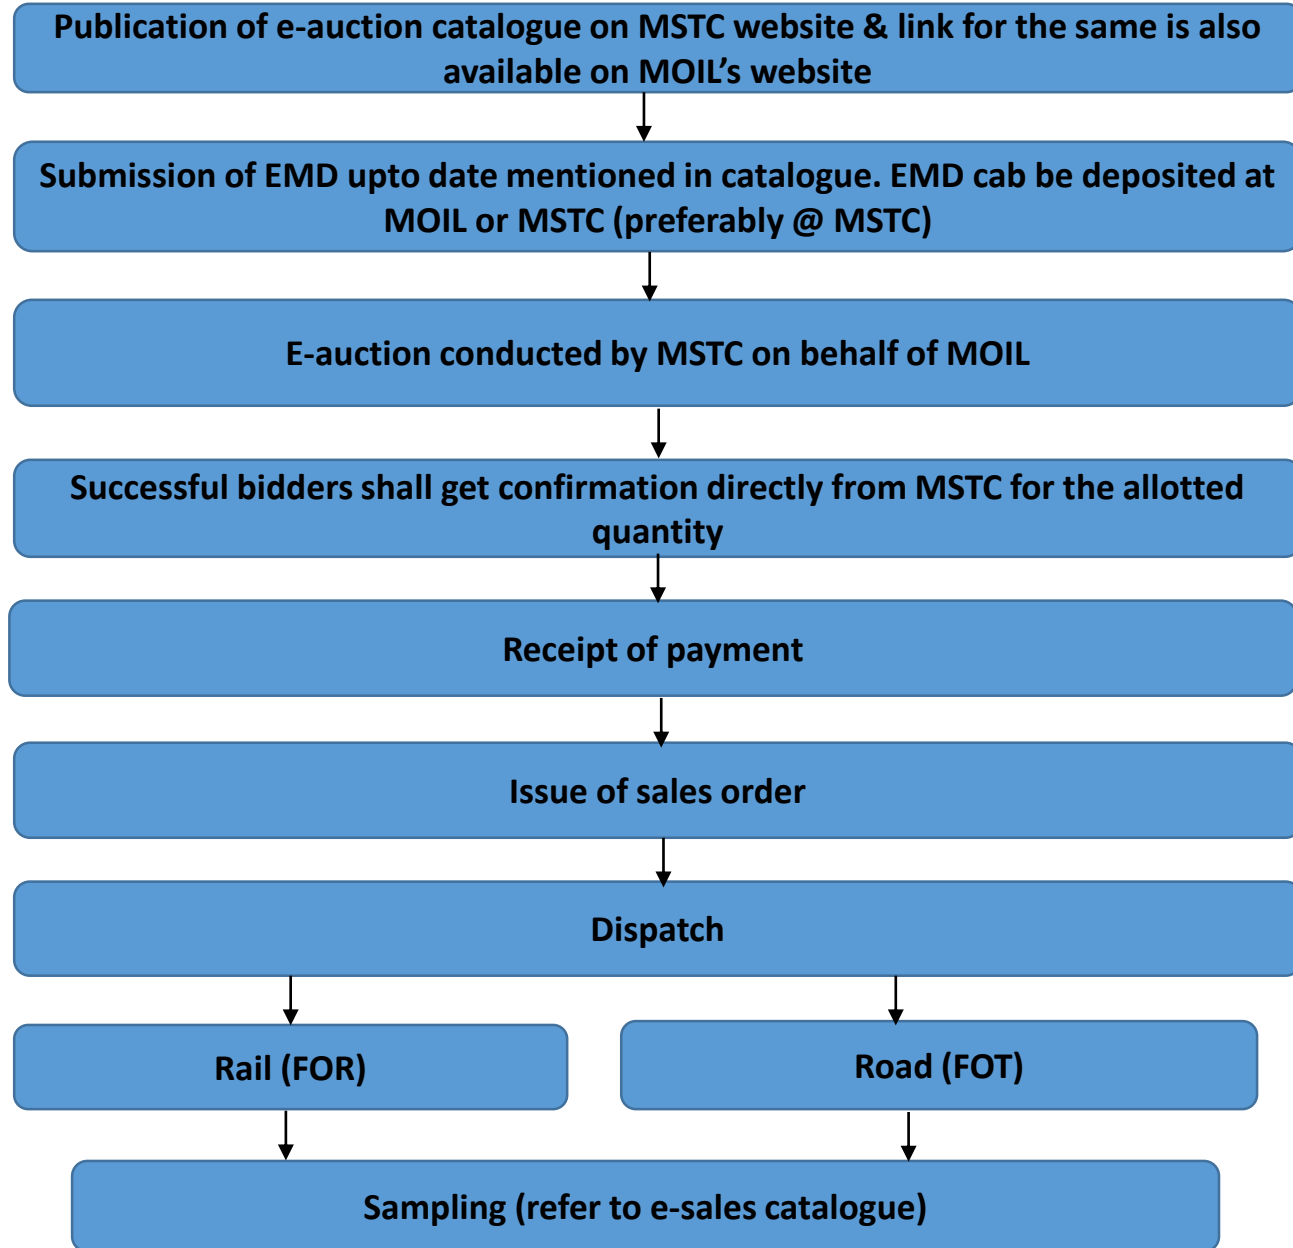 Publication of e-auction catalogue on MSTC website & link for the same is also
available on MOIL’s website
Submission of EMD upto date mentioned in catalogue. EMD cab be deposited at
MOIL or MSTC (preferably @ MSTC)
E-auction conducted by MSTC on behalf of MOIL
Successful bidders shall get confirmation directly from MSTC for the allotted
quantity
Receipt of payment
Issue of sales order
Dispatch
Rail (FOR)
Road (FOT)
Sampling (refer to e-sales catalogue)